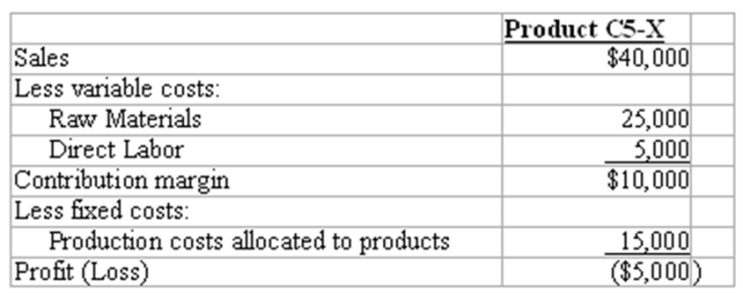 Product C5-X
Sales $40,000
Less variable costs:
Raw Materials 25,000
Direct Labor 5,000
Contribution margin $10,000
Less fixed costs:
Production costs allocated to products 15,000
Profit (Loss) ($5,000)